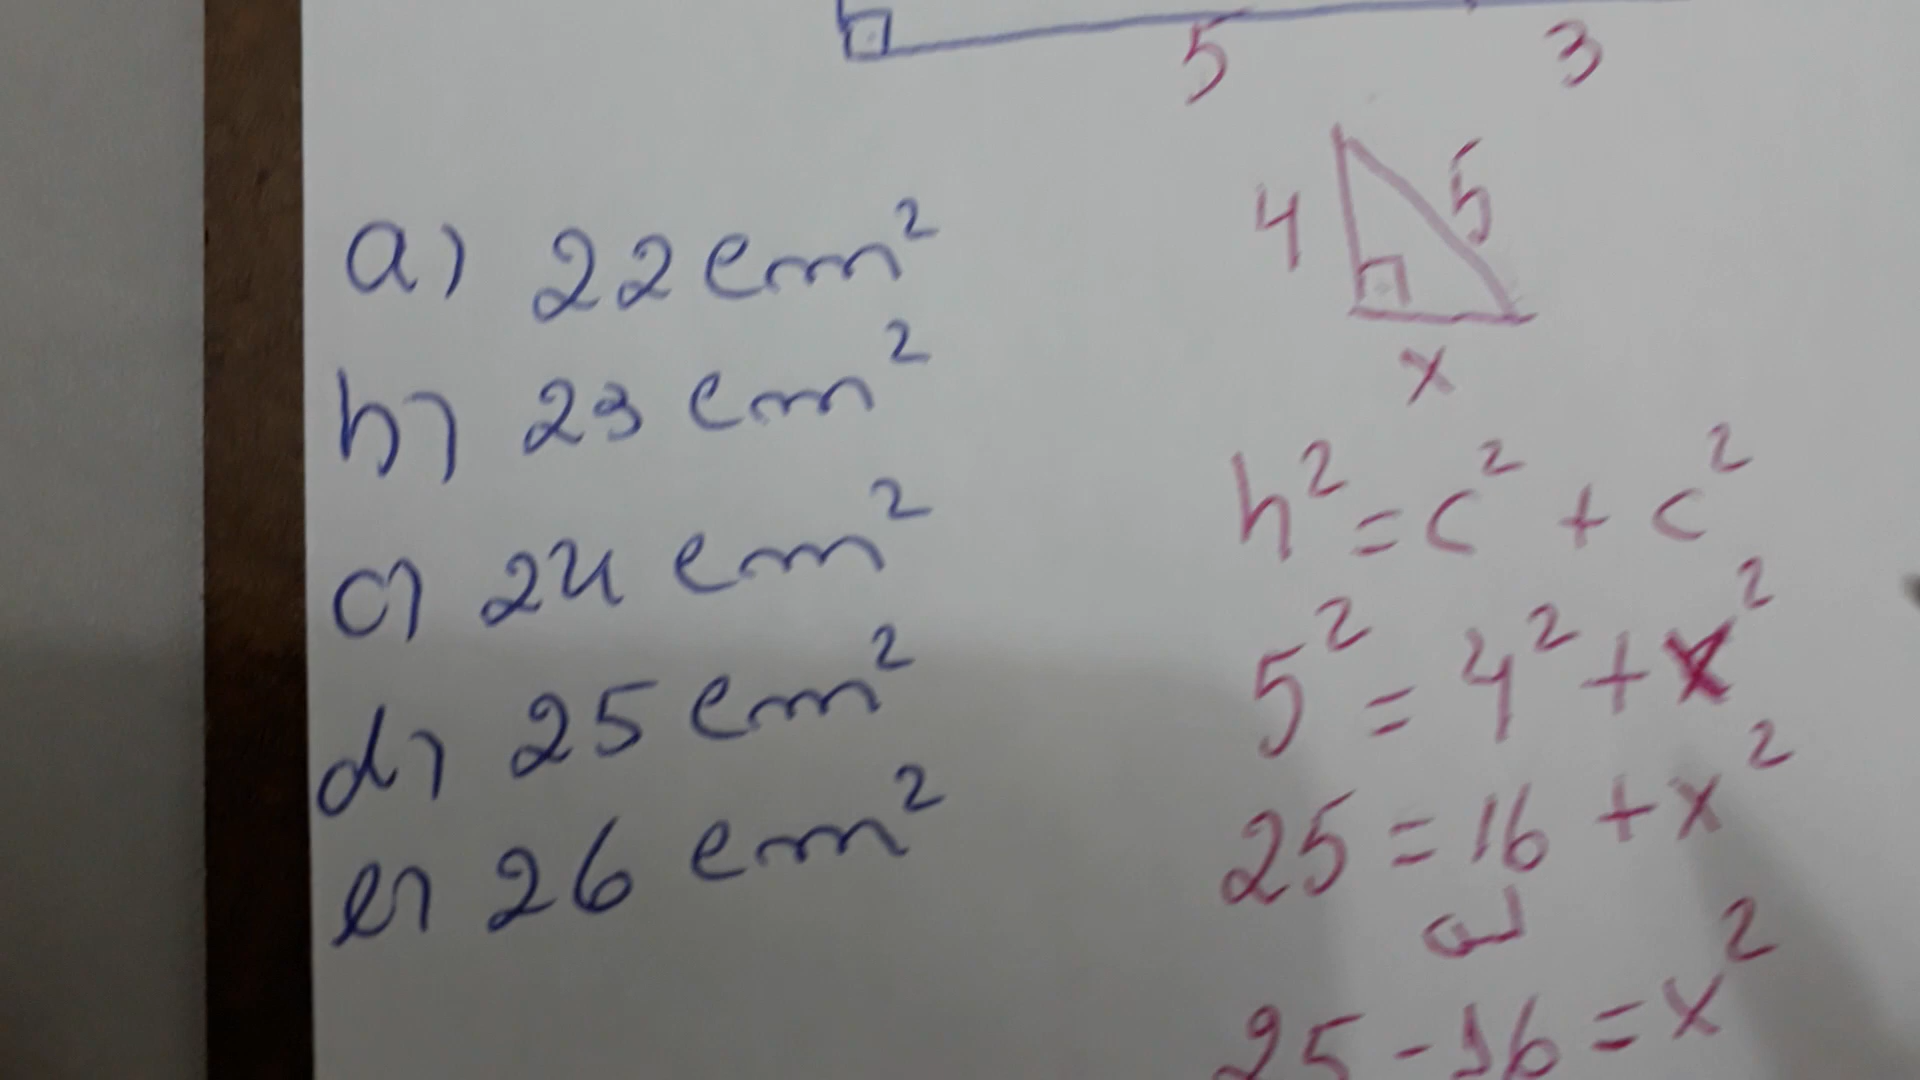 5 3
4 5
x
a) 22 cm²
b) 23 cm²
c) 24 cm²
d) 25 cm²
e) 26 cm²
h² = c² + c²
5² = 4² + x²
25 = 16 + x²
25 - 16 = x²